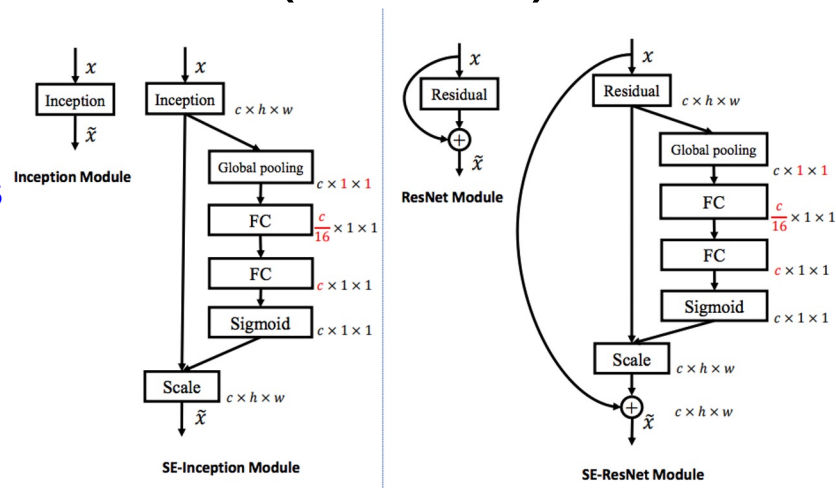 x
Inception
x̃
Inception Module
x
Inception
c × h × w
Global pooling
c × 1 × 1
FC
c/16 × 1 × 1
FC
c × 1 × 1
Sigmoid
c × 1 × 1
Scale
c × h × w
x̃
SE-Inception Module
x
Residual
+
x̃
ResNet Module
x
Residual
c × h × w
Global pooling
c × 1 × 1
FC
c/16 × 1 × 1
FC
c × 1 × 1
Sigmoid
c × 1 × 1
Scale
c × h × w
+
x̃
c × h × w
SE-ResNet Module